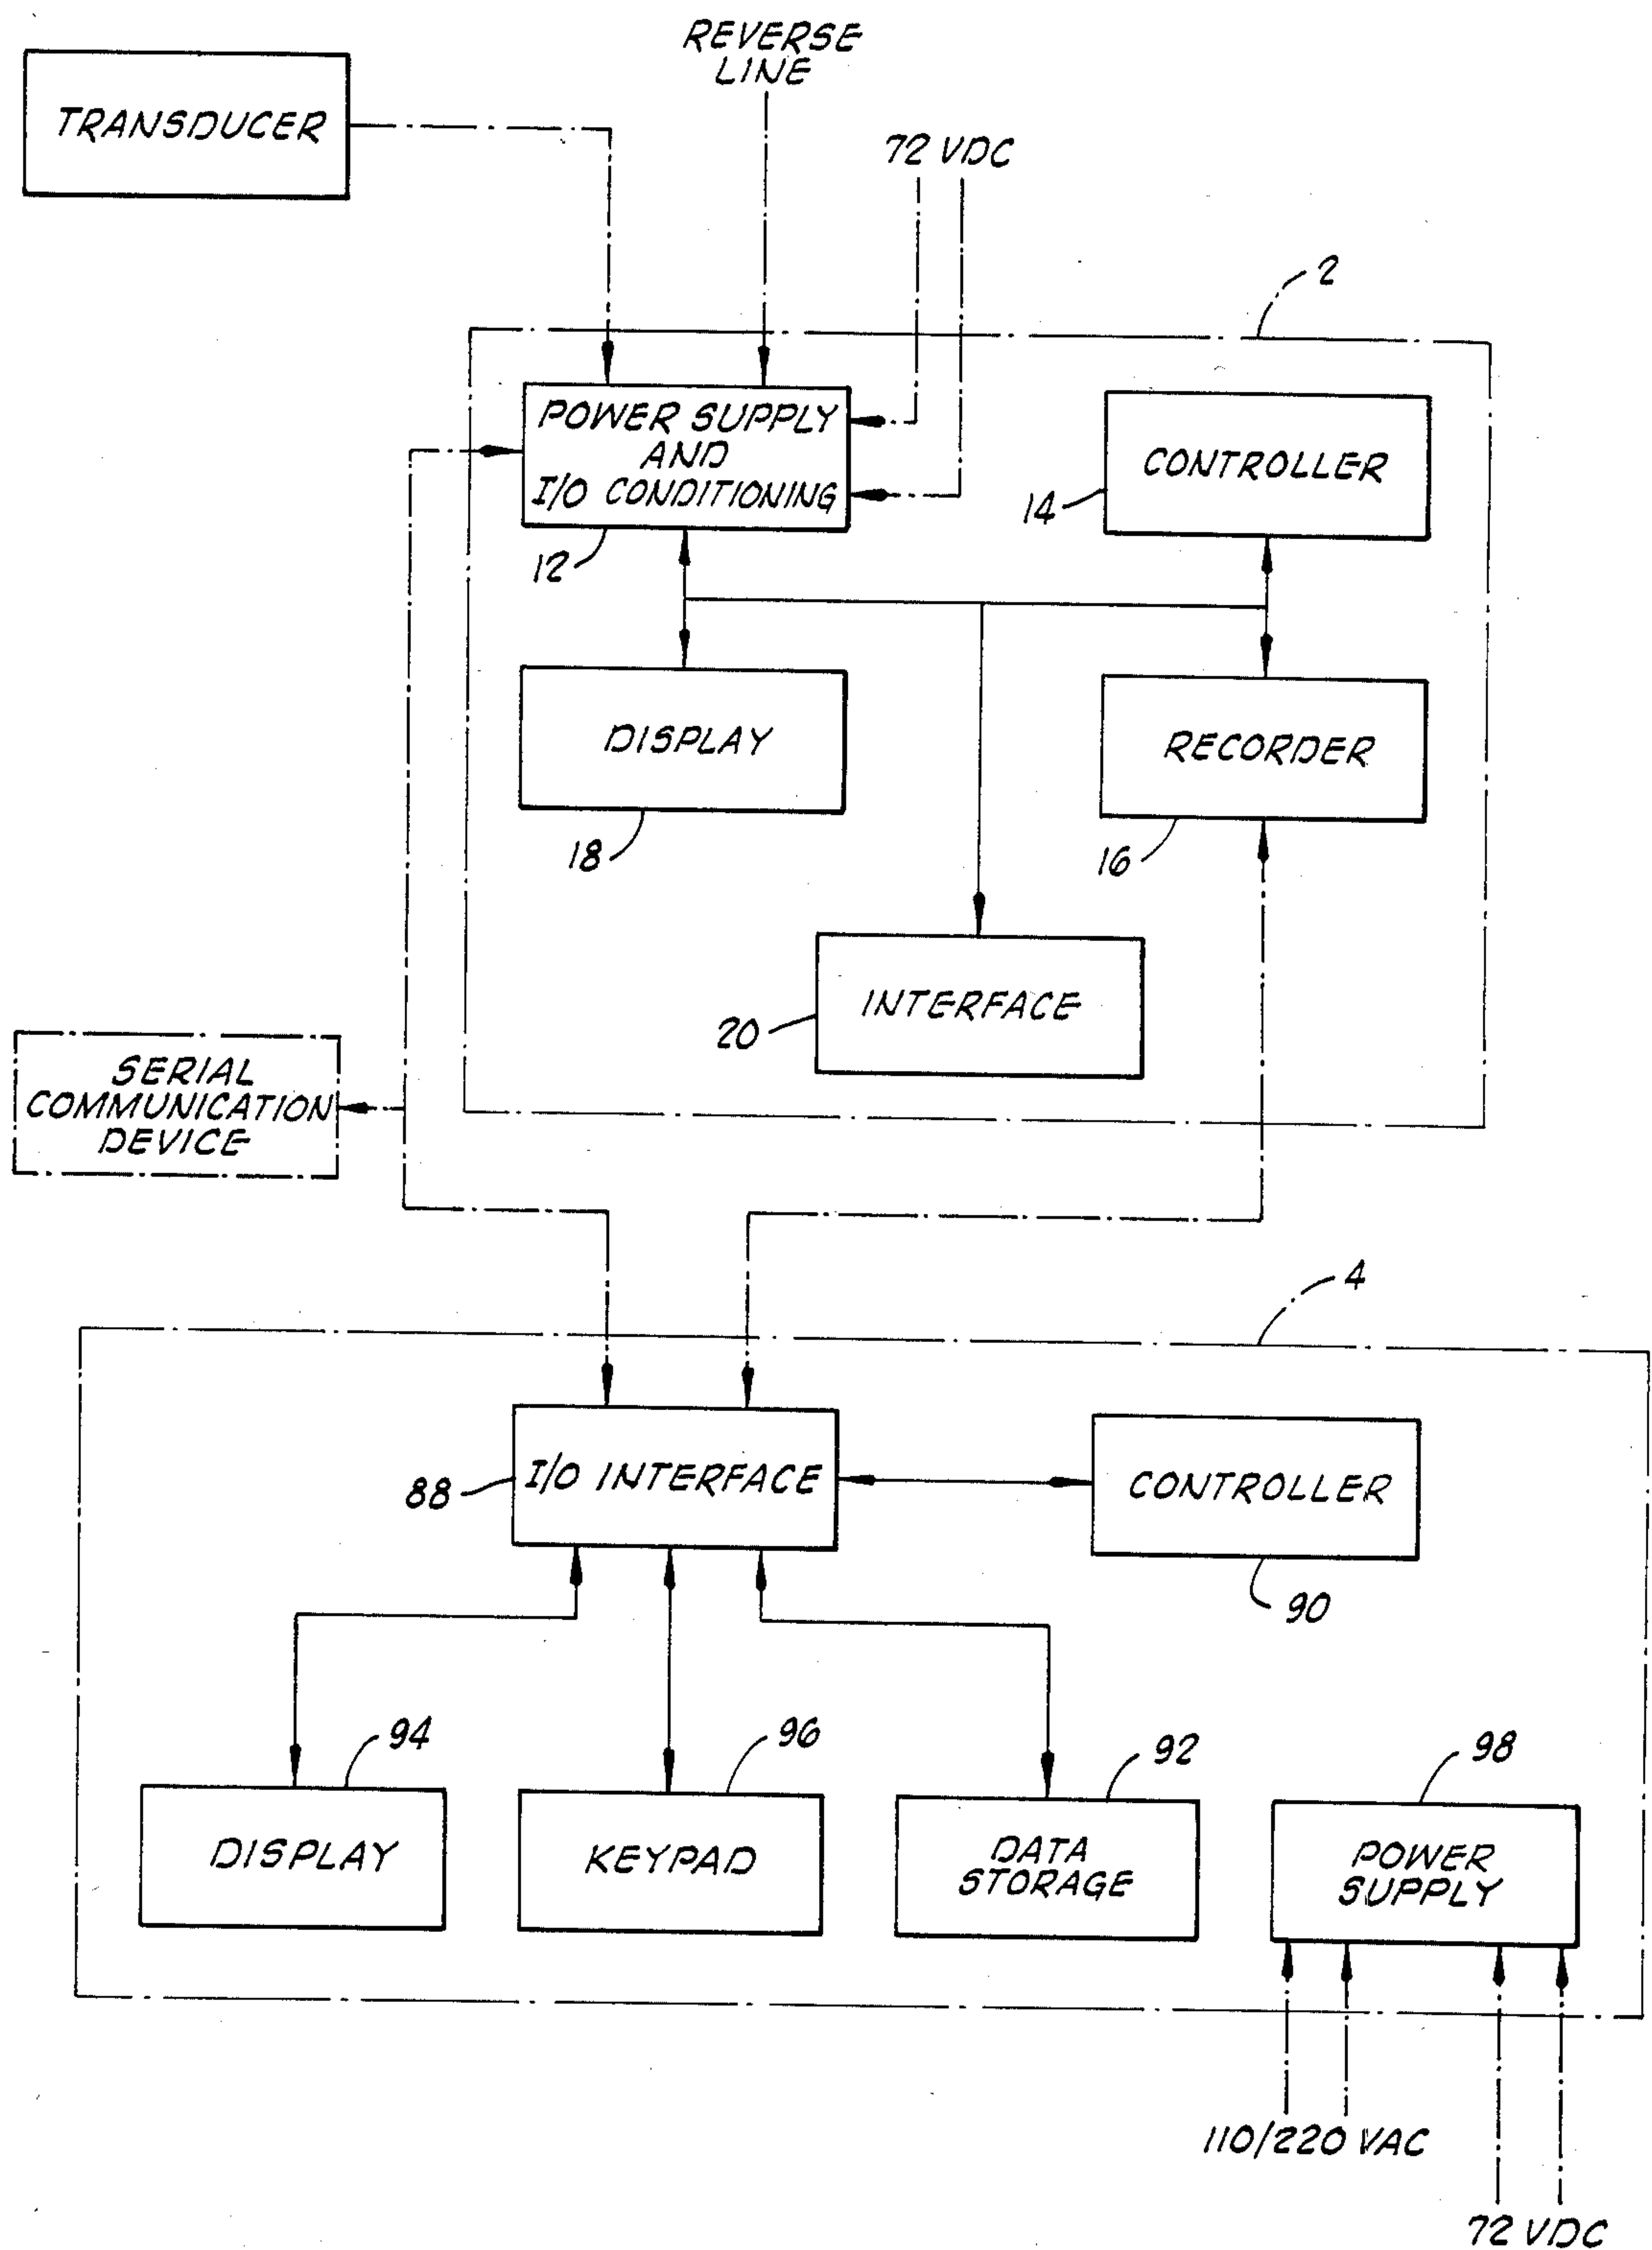 REVERSE
LINE
TRANSDUCER
72 VDC
2
POWER SUPPLY
AND
I/O CONDITIONING
CONTROLLER
14
12
DISPLAY
RECORDER
18
16
INTERFACE
20
SERIAL
COMMUNICATION
DEVICE
4
I/O INTERFACE
88
CONTROLLER
90
94
96
92
98
DISPLAY
KEYPAD
DATA
STORAGE
POWER
SUPPLY
110/220 VAC
72 VDC